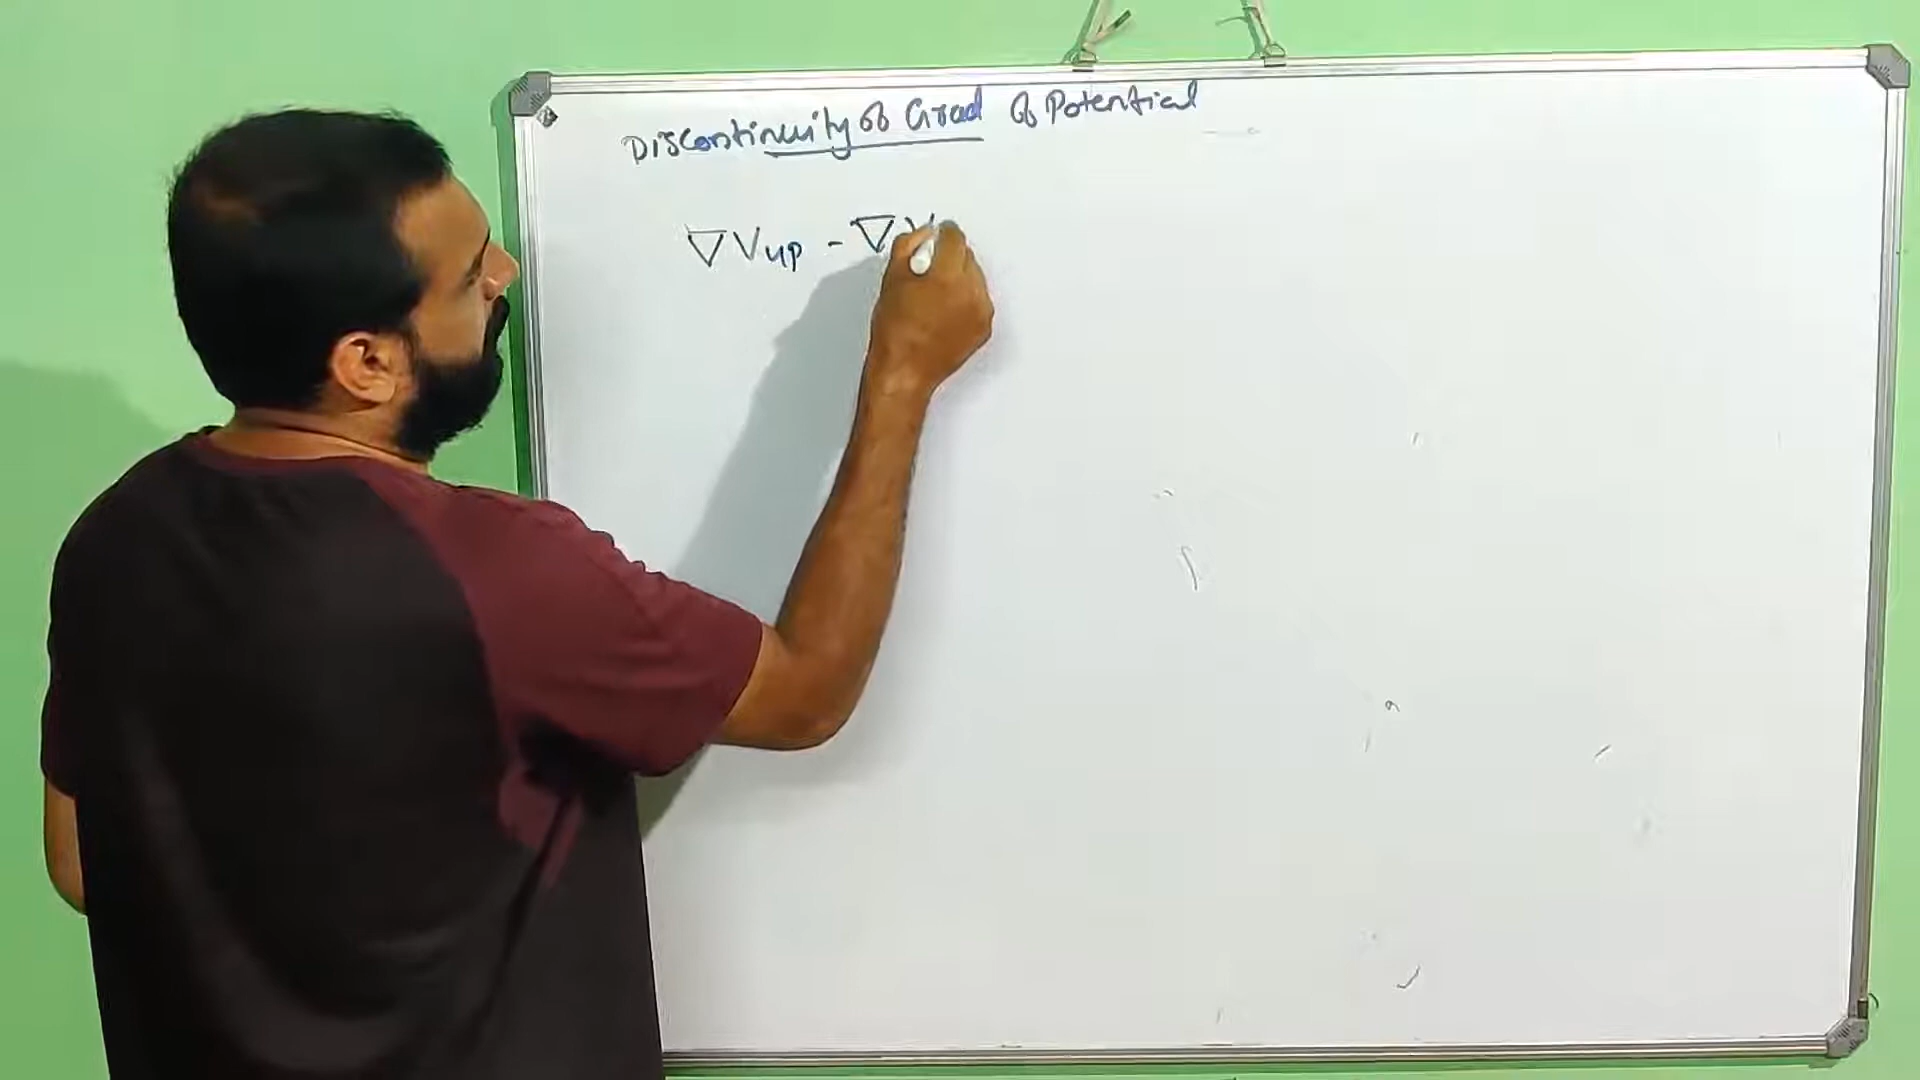 Discontinuity of Grad of Potential
∇Vup - ∇V